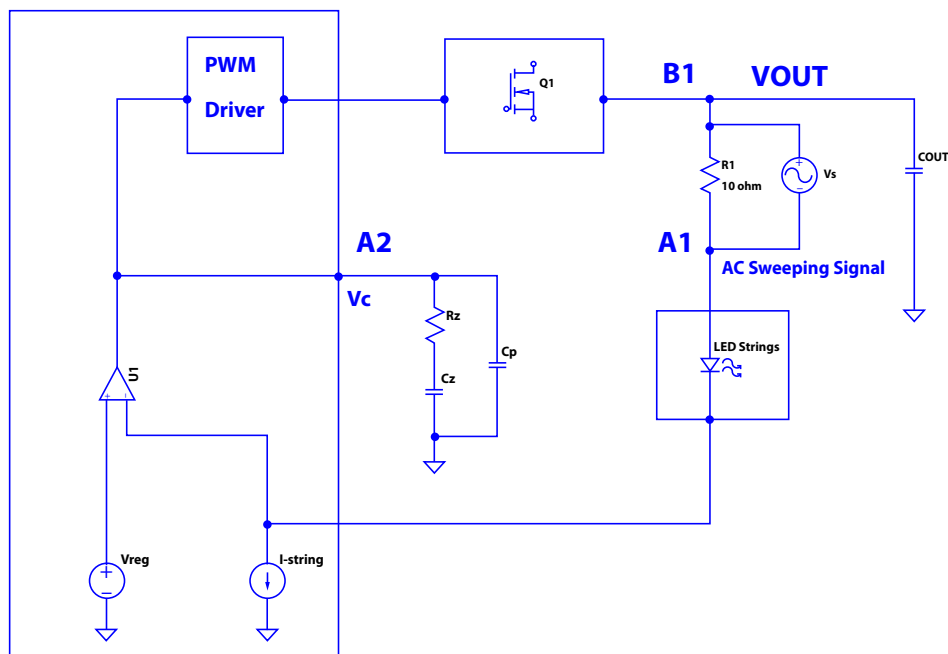 PWM
Driver
Q1
B1
VOUT
R1
10 ohm
+
−
Vs
COUT
A2
Vc
A1
AC Sweeping Signal
Rz
Cp
Cz
LED Strings
U1
+ −
Vreg
+
−
I-string